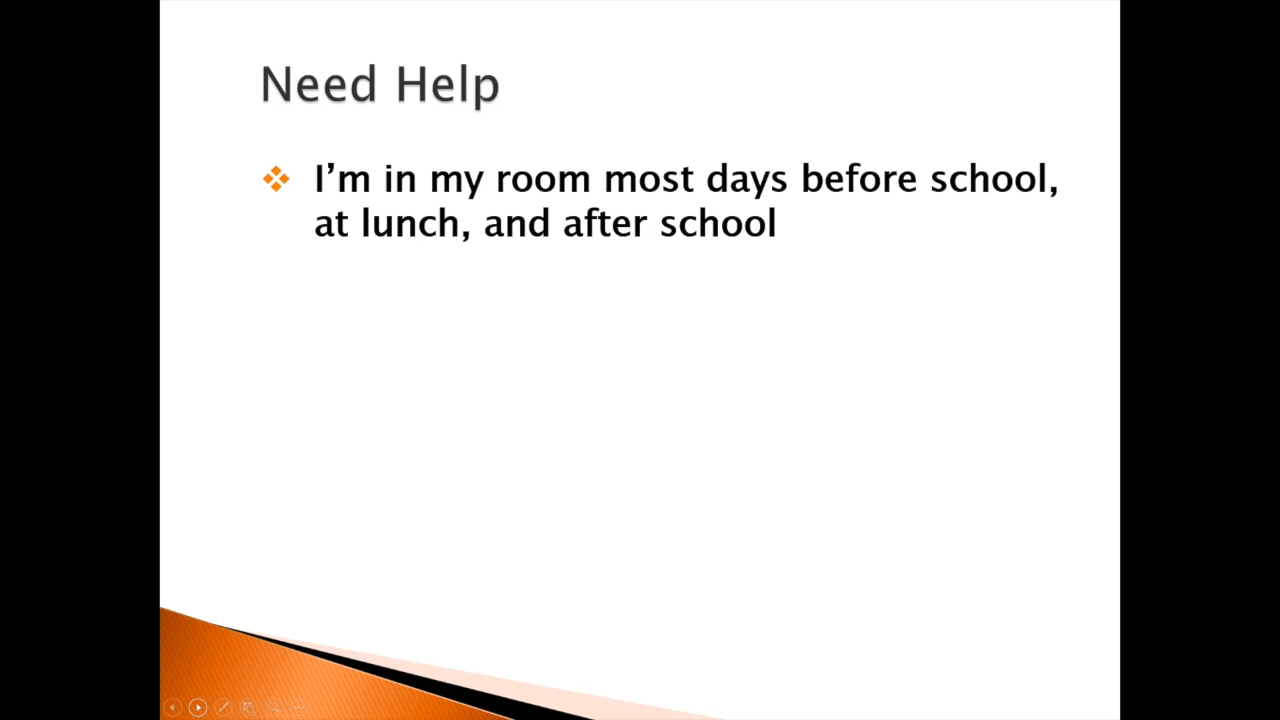 Need Help
I’m in my room most days before school,
at lunch, and after school